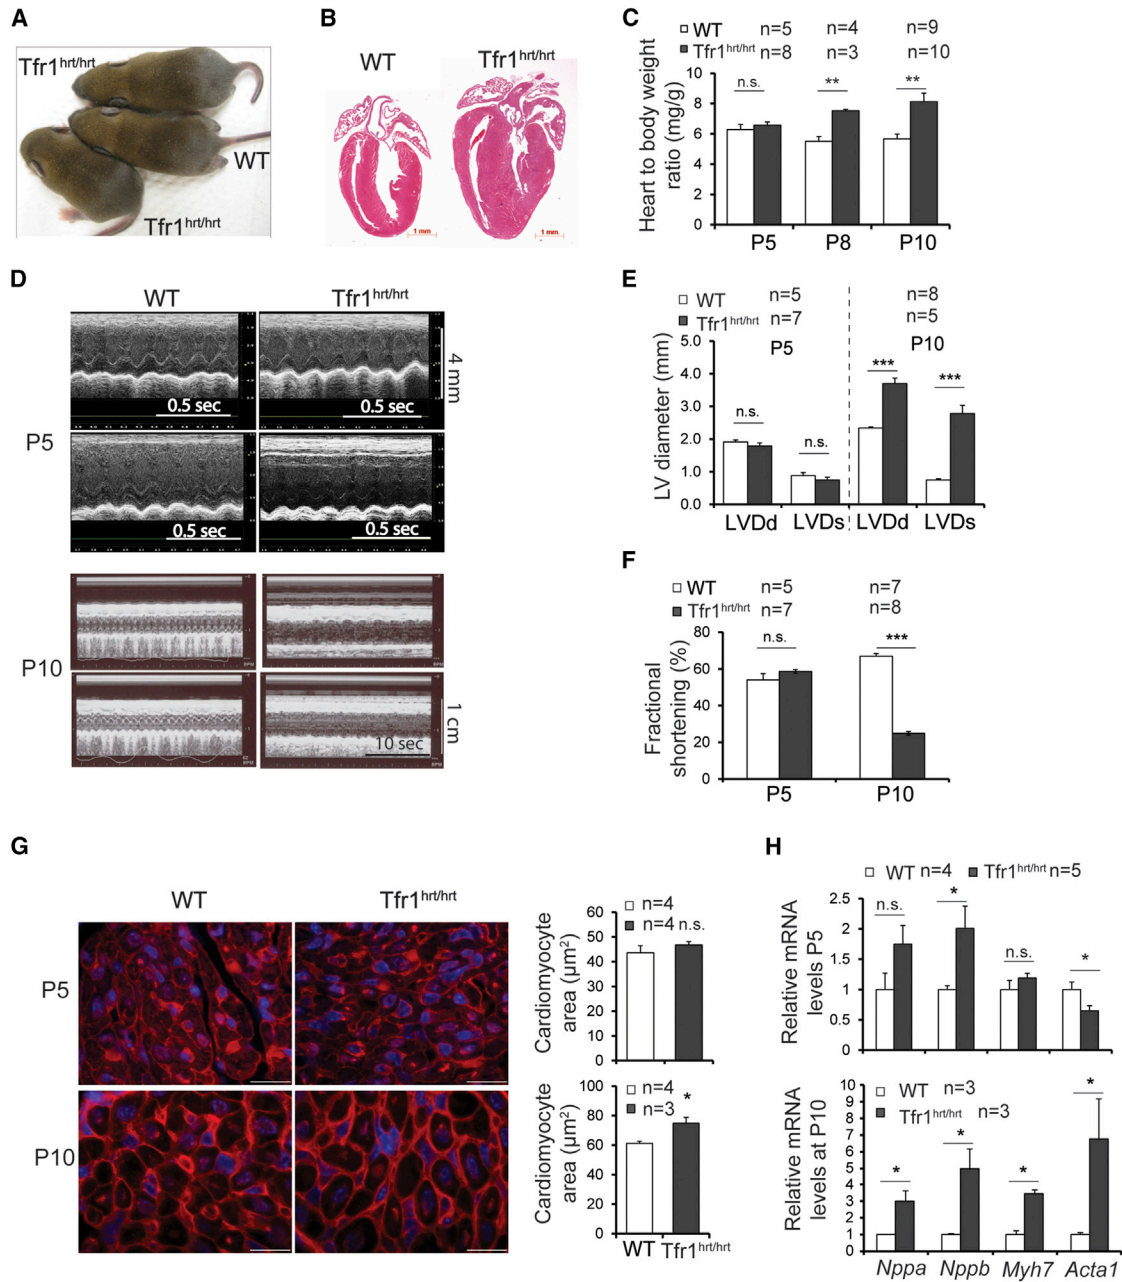 A
Tfr1hrt/hrt
WT
Tfr1hrt/hrt
B
WT
Tfr1hrt/hrt
1 mm
1 mm
C
WT n=5 n=4 n=9
Tfr1hrt/hrt n=8 n=3 n=10
Heart to body weight
ratio (mg/g)
10
8
6
4
2
0
n.s.
**
**
P5 P8 P10
D
WT
Tfr1hrt/hrt
P5
0.5 sec
0.5 sec
4 mm
0.5 sec
0.5 sec
P10
BPM
BPM
10 sec
1 cm
BPM
BPM
E
WT n=5 n=8
Tfr1hrt/hrt n=7 n=5
P5
P10
LV diameter (mm)
5.0
4.0
3.0
2.0
1.0
0.0
n.s.
n.s.
***
***
LVDd LVDs LVDd LVDs
F
WT n=5 n=7
Tfr1hrt/hrt n=7 n=8
Fractional
shortening (%)
80
60
40
20
0
n.s.
***
P5 P10
G
WT
Tfr1hrt/hrt
P5
P10
Cardiomyocyte
area (µm2)
60
50
40
30
20
10
0
n=4
n=4 n.s.
Cardiomyocyte
area (µm2)
100
80
60
40
20
0
n=4
n=3
*
WT Tfr1hrt/hrt
H
WT n=4 Tfr1hrt/hrt n=5
Relative mRNA
levels P5
2.5
2
1.5
1
0.5
0
n.s.
*
n.s.
*
Relative mRNA
levels at P10
10
9
8
7
6
5
4
3
2
1
0
WT n=3
Tfr1hrt/hrt n=3
*
*
*
*
Nppa Nppb Myh7 Acta1